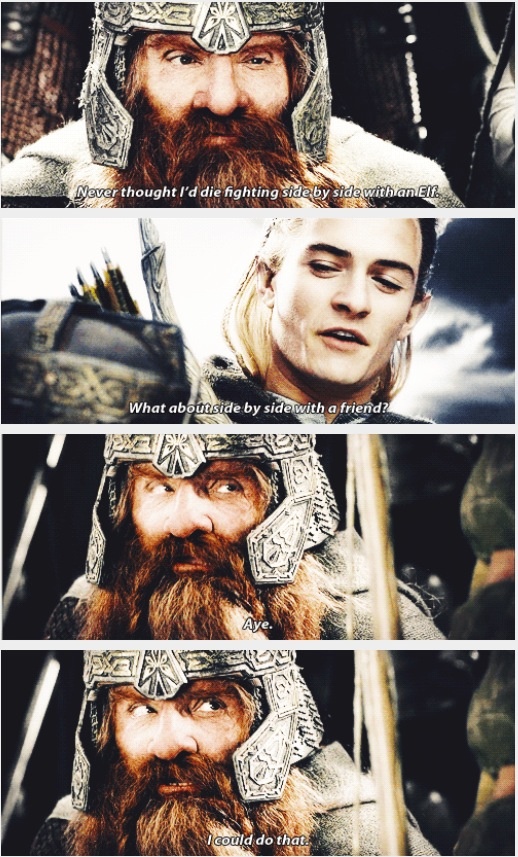 Never thought I'd die fighting side by side with an Elf.
What about side by side with a friend?
Aye.
I could do that.